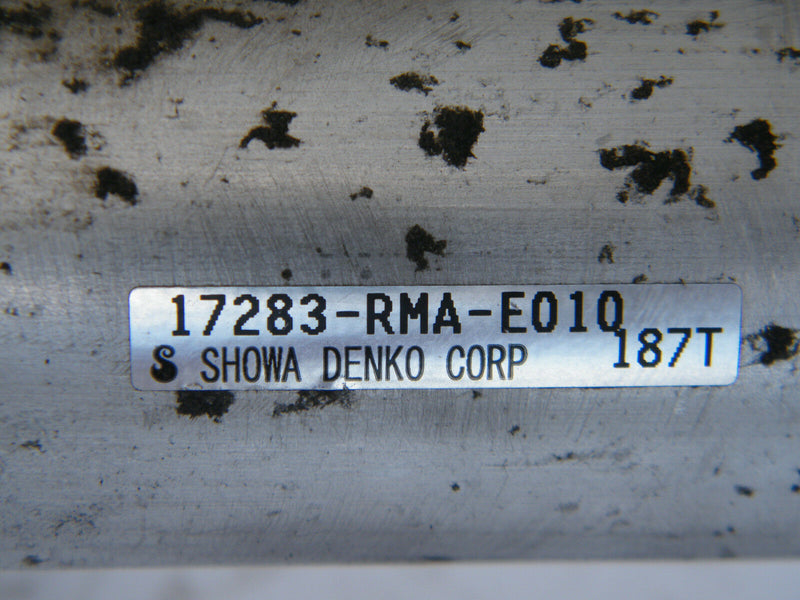 17283-RMA-E010
S SHOWA DENKO CORP 187T